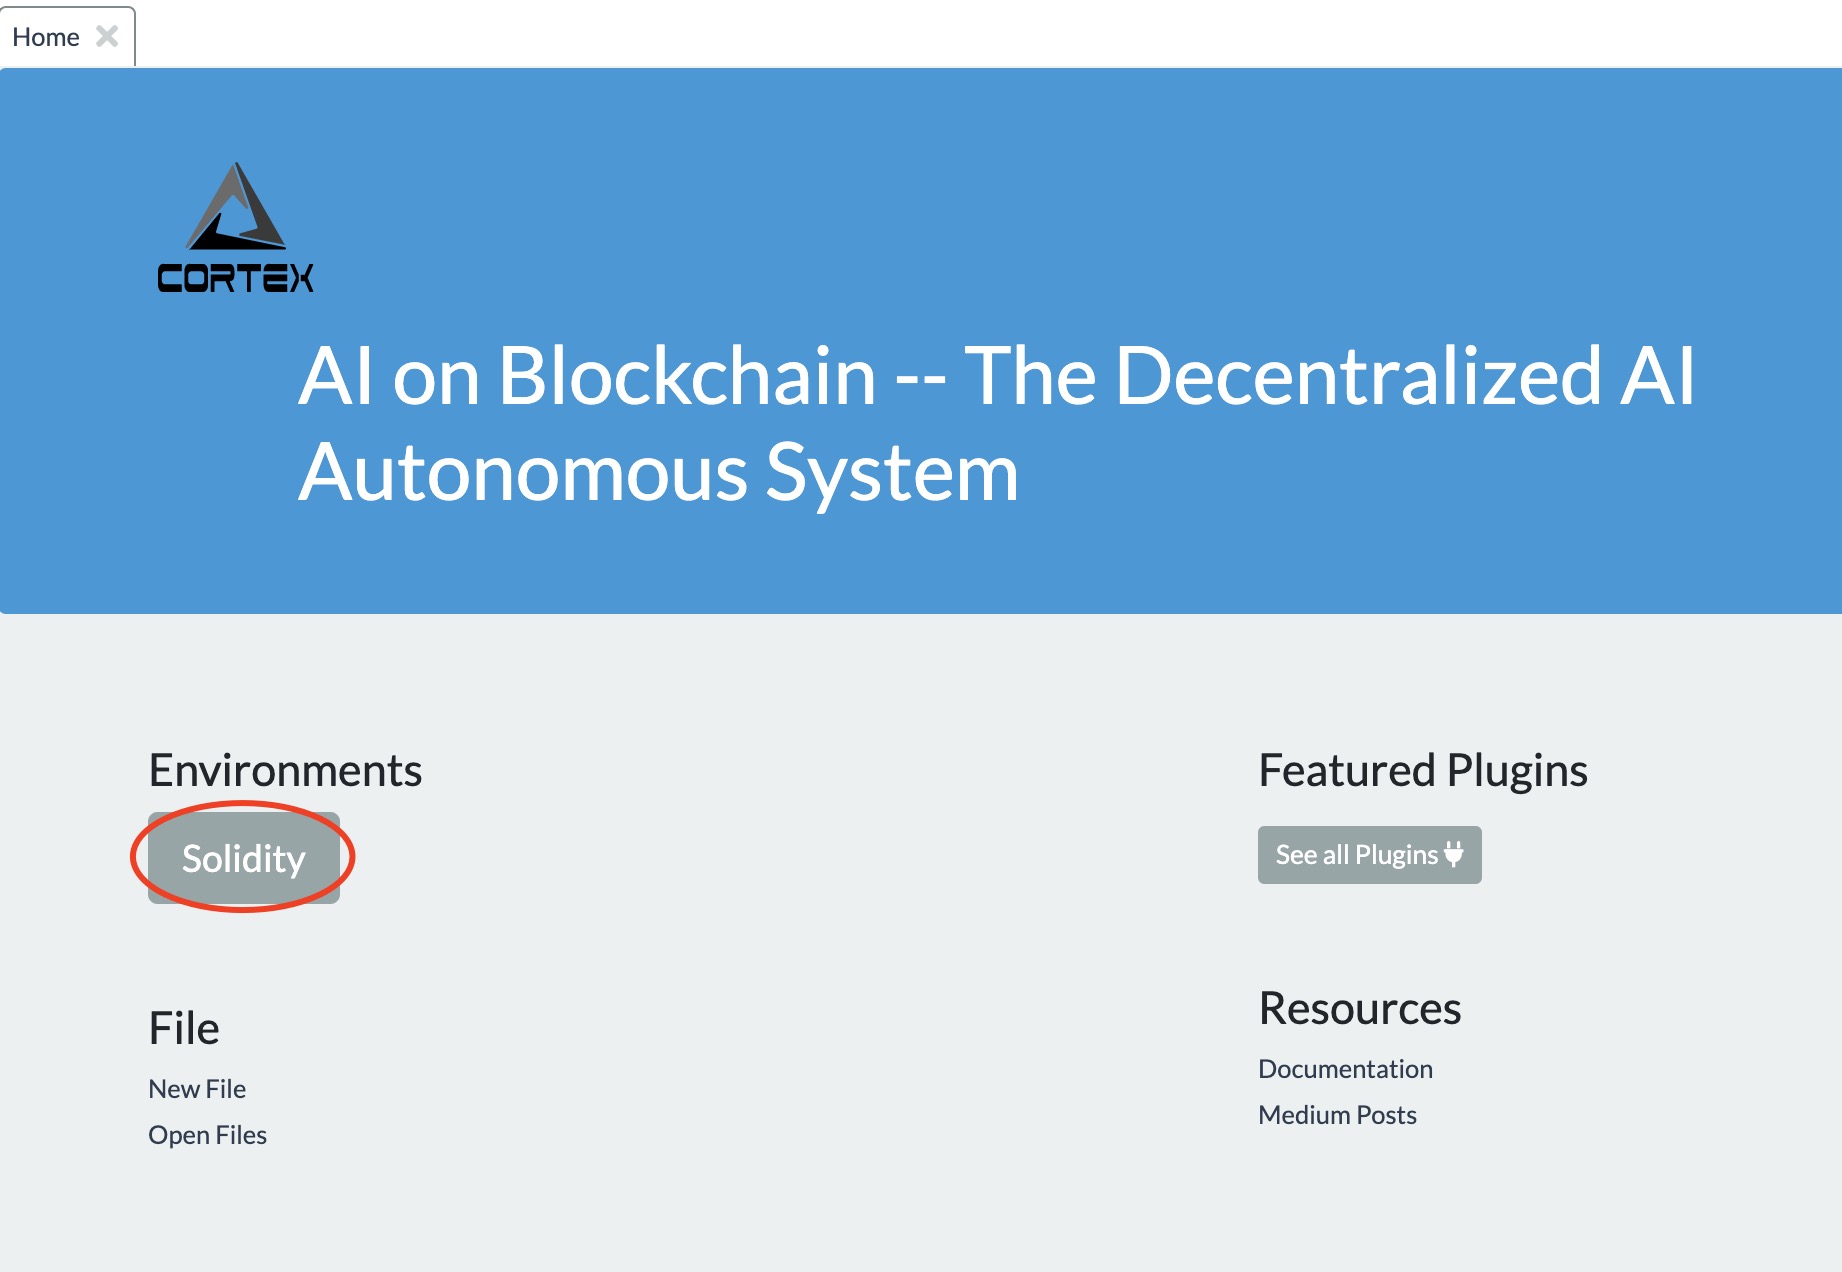 Home
CORTEX
AI on Blockchain -- The Decentralized AI
Autonomous System
Environments
Solidity
File
New File
Open Files
Featured Plugins
See all Plugins
Resources
Documentation
Medium Posts